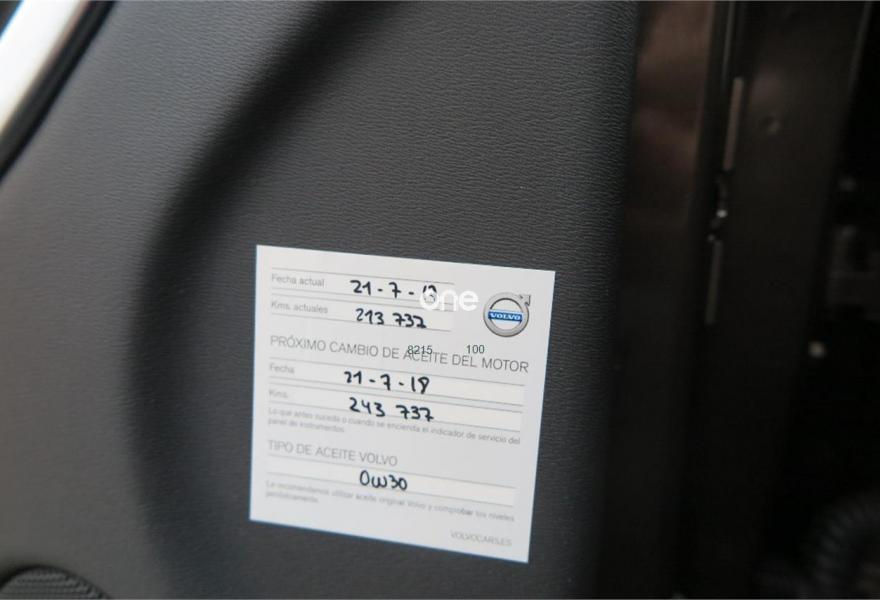 Fecha actual 21-7-17
one
Kms. actuales 213 737
VOLVO
8215 100
PRÓXIMO CAMBIO DE ACEITE DEL MOTOR
Fecha 21-7-18
Kms. 243 737
Lo que antes suceda o cuando se encienda el indicador de servicio del
panel de instrumentos.
TIPO DE ACEITE VOLVO
0W30
Le recomendamos utilizar aceite original Volvo y comprobar los niveles
periódicamente.
VOLVOCARS.ES